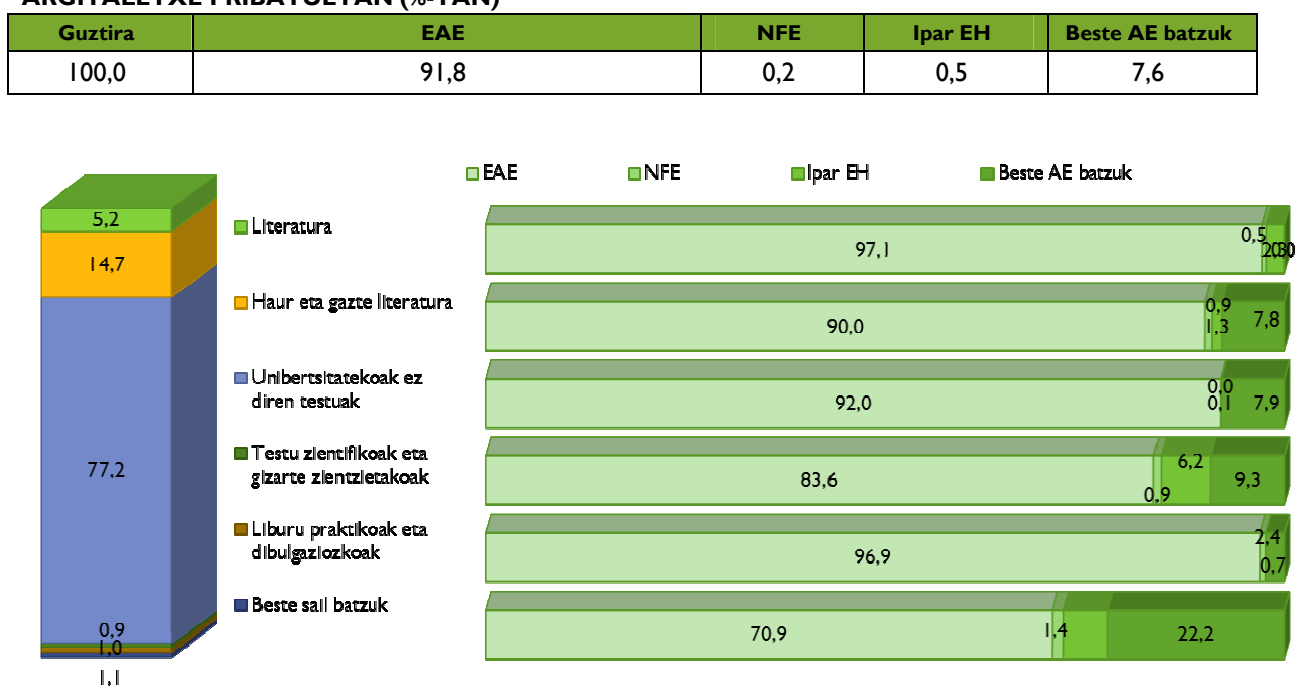 ARGITALETXE PRIBATUETAN (%-TAN)
Guztira EAE NFE Ipar EH Beste AE batzuk
100,0 91,8 0,2 0,5 7,6
EAE NFE Ipar EH Beste AE batzuk
5,2
14,7
77,2
0,9
1,0
1,1
Literatura
Haur eta gazte literatura
Unibertsitatekoak ez
diren testuak
Testu zientifikoak eta
gizarte zientzietakoak
Liburu praktikoak eta
dibulgaziozkoak
Beste sail batzuk
97,1 0,5
90,0 0,9 1,3 7,8
92,0 0,0 0,1 7,9
83,6 0,9 6,2 9,3
96,9 2,4 0,7
70,9 1,4 22,2